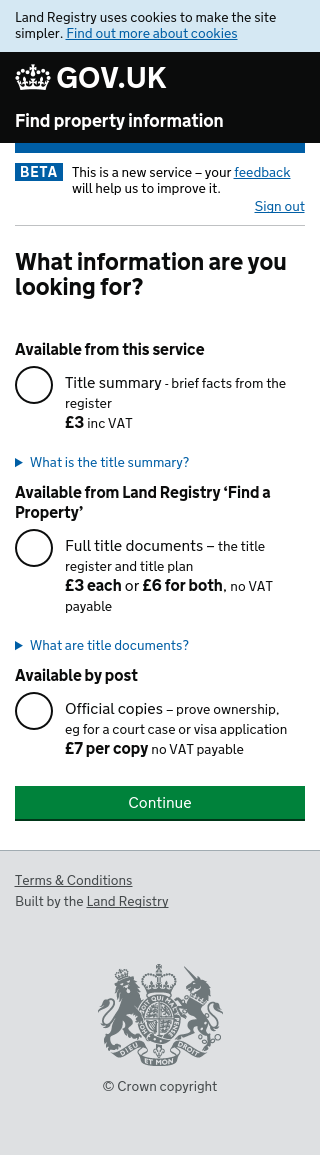 Land Registry uses cookies to make the site
simpler. Find out more about cookies
GOV.UK
Find property information
BETA This is a new service – your feedback
will help us to improve it.
Sign out
What information are you
looking for?
Available from this service
Title summary - brief facts from the
register
£3 inc VAT
What is the title summary?
Available from Land Registry ‘Find a
Property’
Full title documents – the title
register and title plan
£3 each or £6 for both, no VAT
payable
What are title documents?
Available by post
Official copies – prove ownership,
eg for a court case or visa application
£7 per copy no VAT payable
Continue
Terms & Conditions
Built by the Land Registry
DIEU ET MON DROIT
© Crown copyright